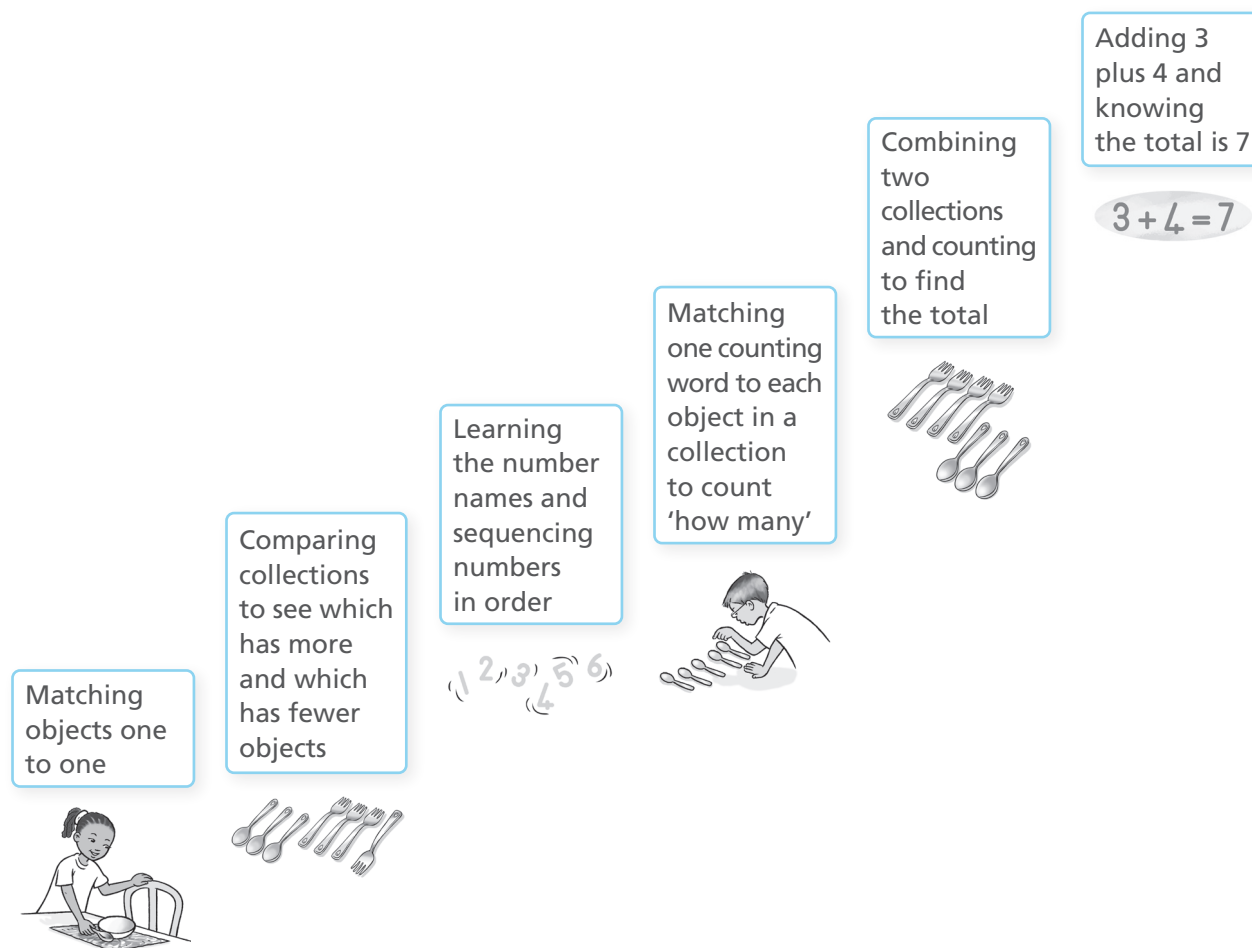 Matching
objects one
to one
Comparing
collections
to see which
has more
and which
has fewer
objects
Learning
the number
names and
sequencing
numbers
in order
1 2 3 4 5 6
Matching
one counting
word to each
object in a
collection
to count
‘how many’
Combining
two
collections
and counting
to find
the total
Adding 3
plus 4 and
knowing
the total is 7
3 + 4 = 7